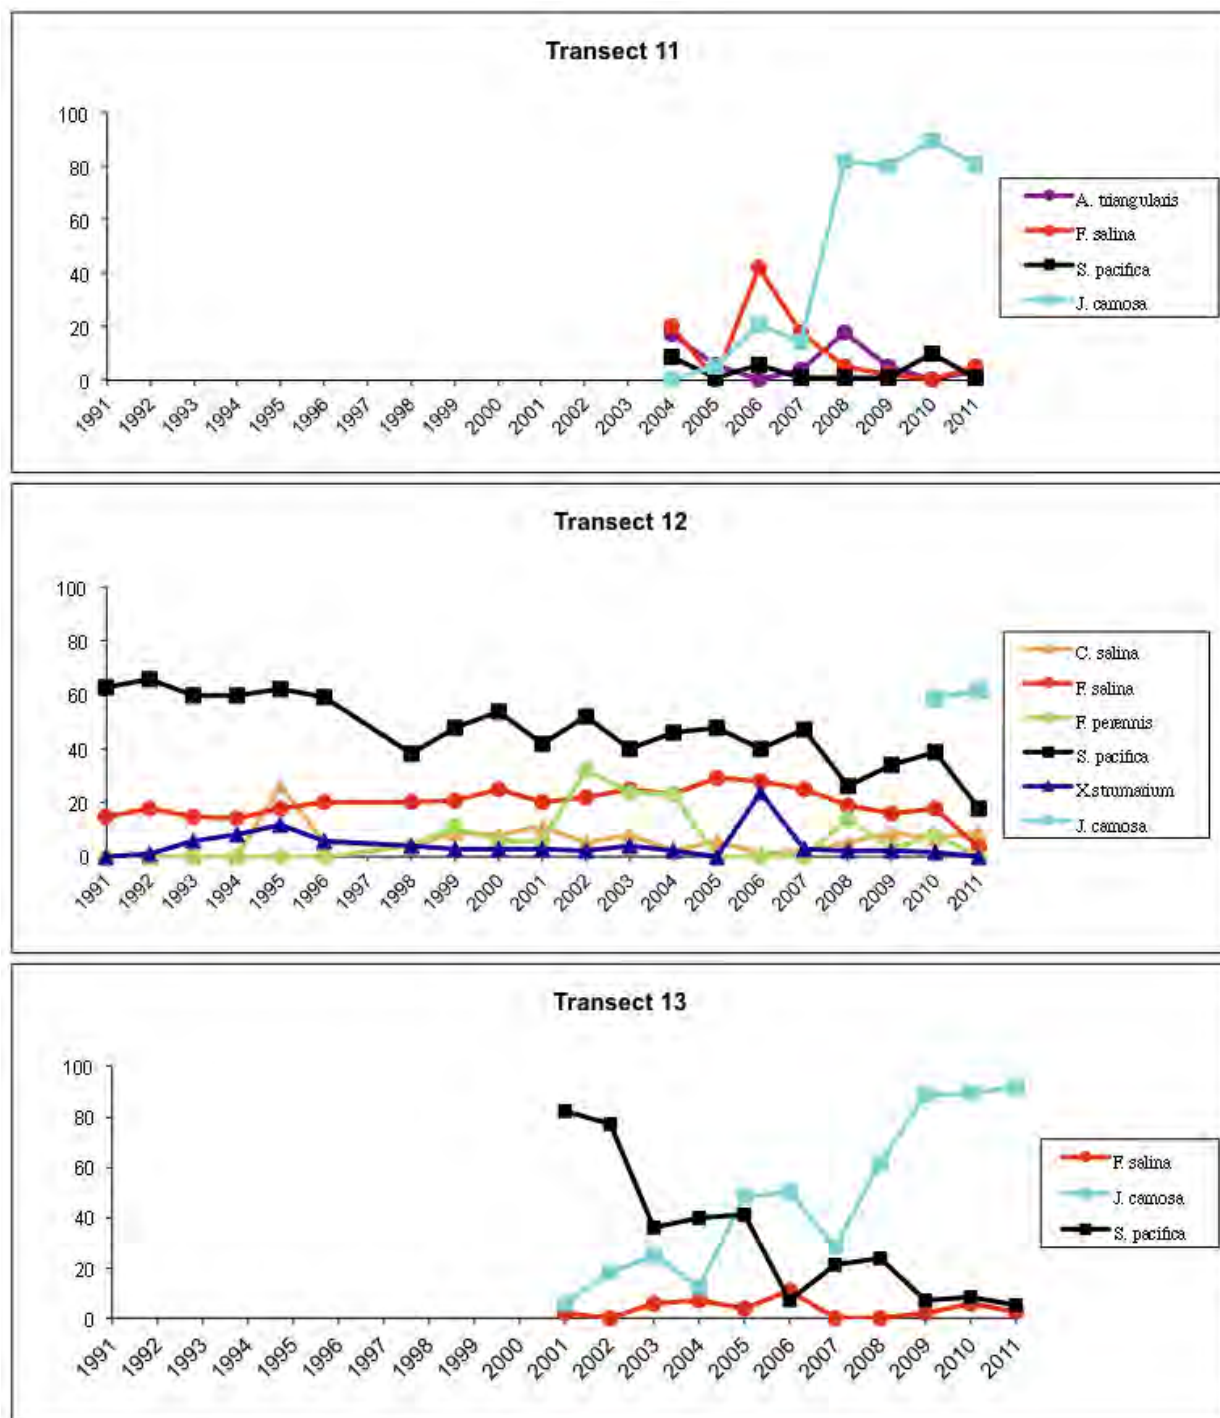 Transect 11
100
80
60
40
20
0
1991 1992 1993 1994 1995 1996 1997 1998 1999 2000 2001 2002 2003 2004 2005 2006 2007 2008 2009 2010 2011
A. triangularis
F. salina
S. pacifica
J. carnosa
Transect 12
100
80
60
40
20
0
1991 1992 1993 1994 1995 1996 1997 1998 1999 2000 2001 2002 2003 2004 2005 2006 2007 2008 2009 2010 2011
C. salina
F. salina
F. perennis
S. pacifica
X.strumarium
J. carnosa
Transect 13
100
80
60
40
20
0
1991 1992 1993 1994 1995 1996 1997 1998 1999 2000 2001 2002 2003 2004 2005 2006 2007 2008 2009 2010 2011
F. salina
J. carnosa
S. pacifica